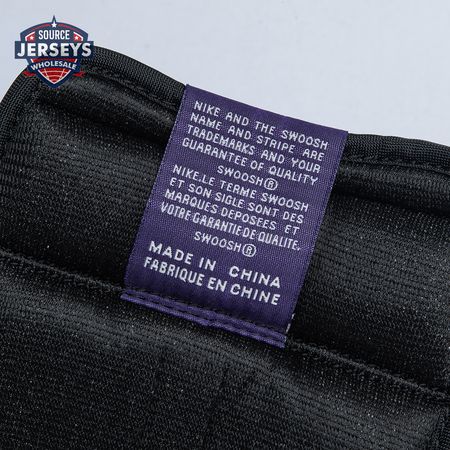 SOURCE
JERSEYS
WHOLESALE
NIKE AND THE SWOOSH
NAME AND STRIPE ARE
TRADEMARKS AND YOUR
GUARANTEE OF QUALITY
SWOOSH®
NIKE.LE TERME SWOOSH
ET SON SIGLE SONT DES
MARQUES DEPOSEES ET
VOTRE GARANTIE DE QUALITE.
SWOOSH®
MADE IN CHINA
FABRIQUE EN CHINE